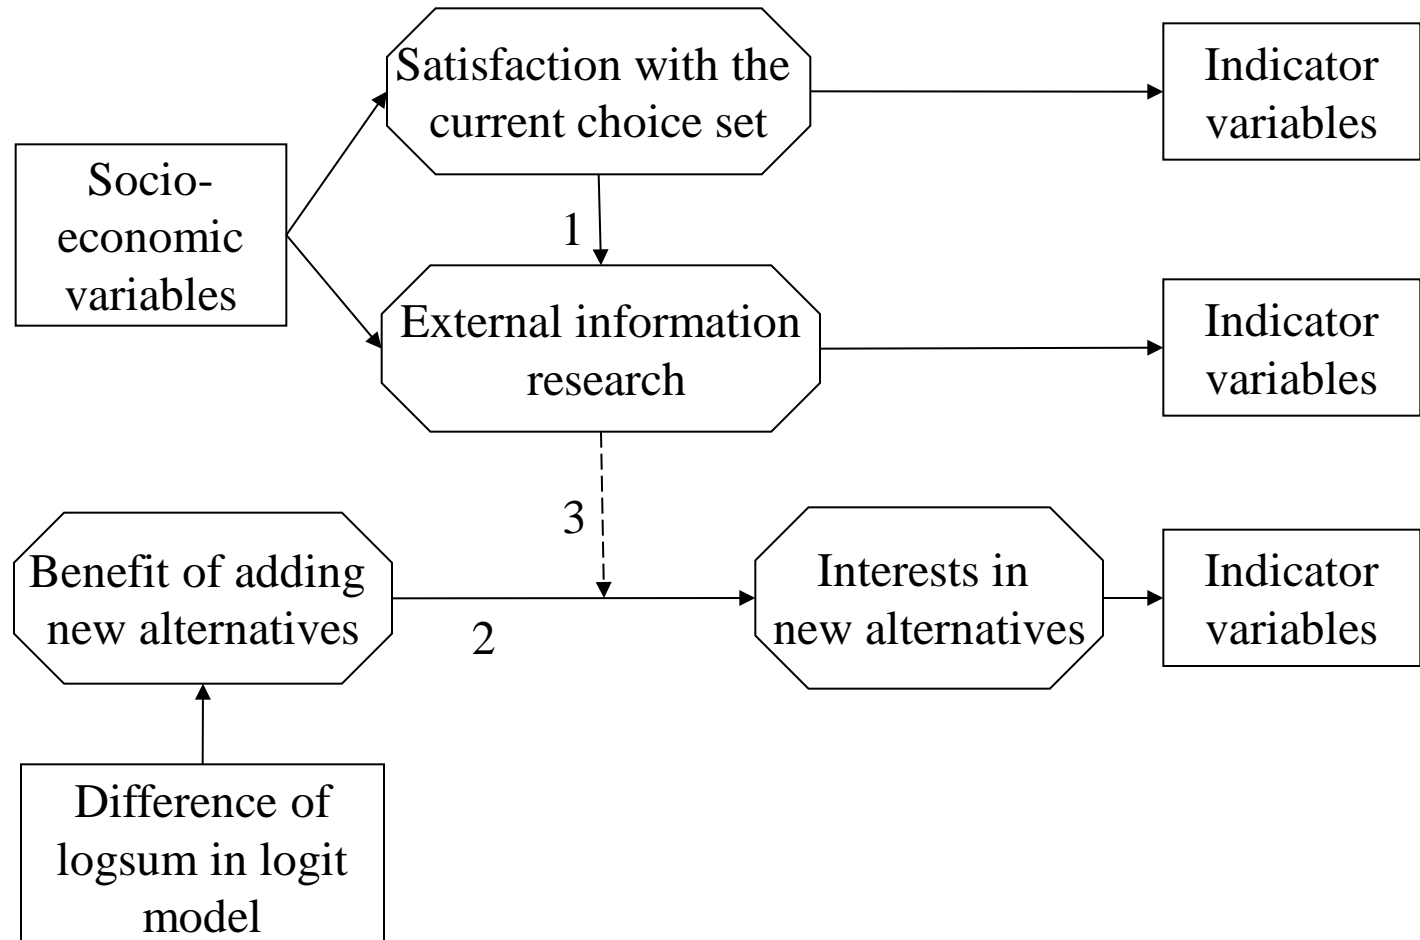 Satisfaction with the
current choice set
Indicator
variables
Socio-
economic
variables
1
External information
research
Indicator
variables
3
Benefit of adding
new alternatives
2
Interests in
new alternatives
Indicator
variables
Difference of
logsum in logit
model